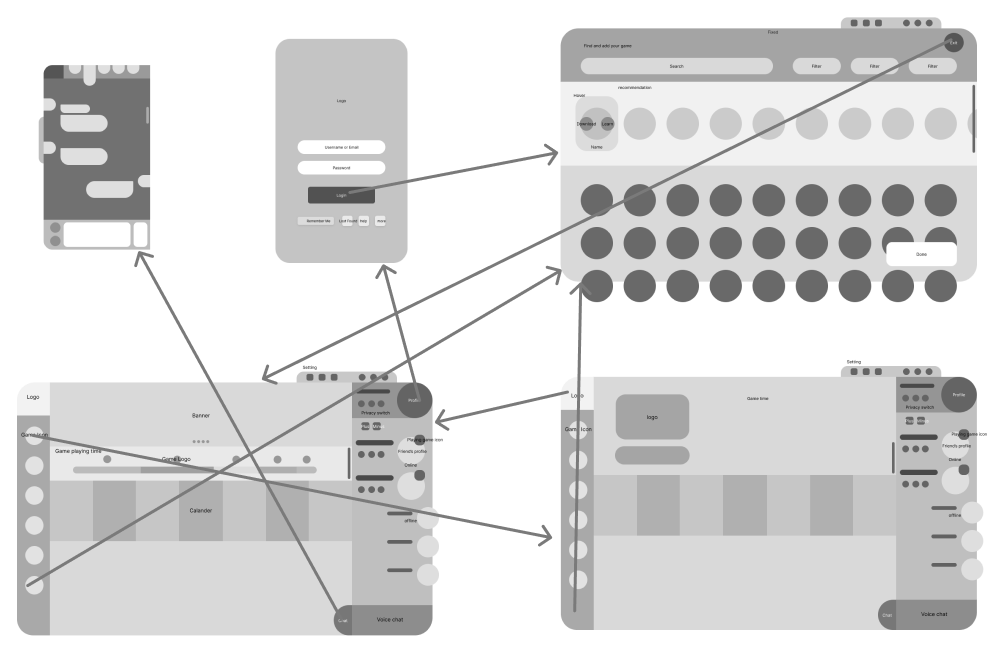 Logo
Username or Email
Password
Login
Remember Me
Lost Found
help
more
Find
Find and add your game
Exit
Search
Filter
Filter
Filter
recommendation
Hover
Download
Learn
Name
Done
Setting
Logo
Profile
Banner
Privacy switch
Game Icon
Playing game icon
Game playing time
Game Logo
Friends profile
Online
Calander
offline
Chat
Voice chat
Setting
Logo
Profile
Game time
Privacy switch
logo
Game Icon
Playing game icon
Friends profile
Online
offline
Chat
Voice chat